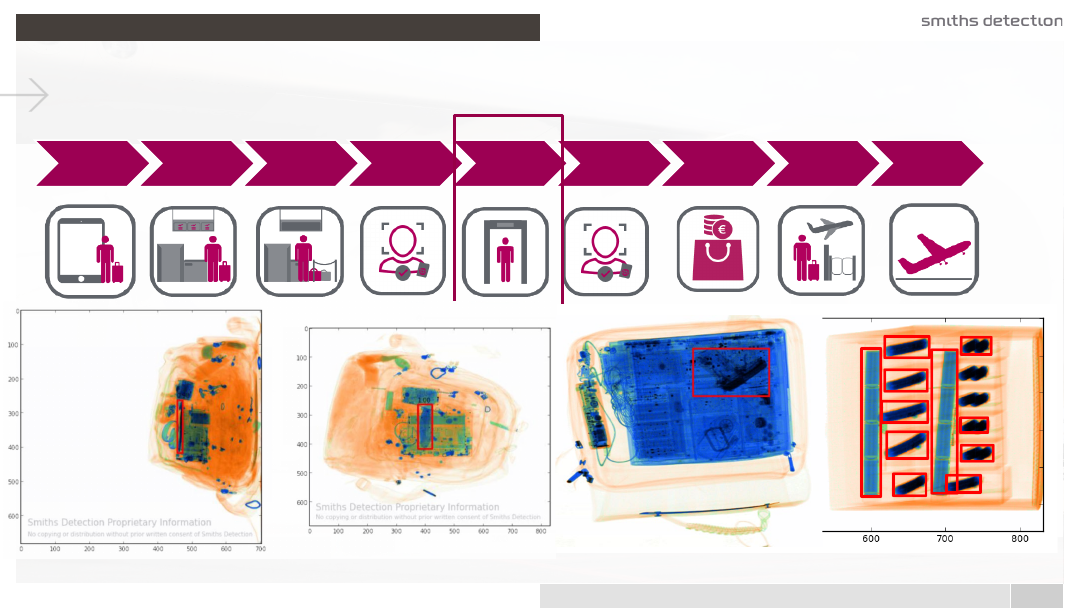 smiths detection
€
0
100
200
300
400
500
600
Smiths Detection Proprietary Information
No copying or distribution without prior written consent of Smiths Detection
0 100 200 300 400 500 600 700
0
100
200
300
400
500
600
Smiths Detection Proprietary Information
No copying or distribution without prior written consent of Smiths Detection
0 100 200 300 400 500 600 700 800
600 700 800